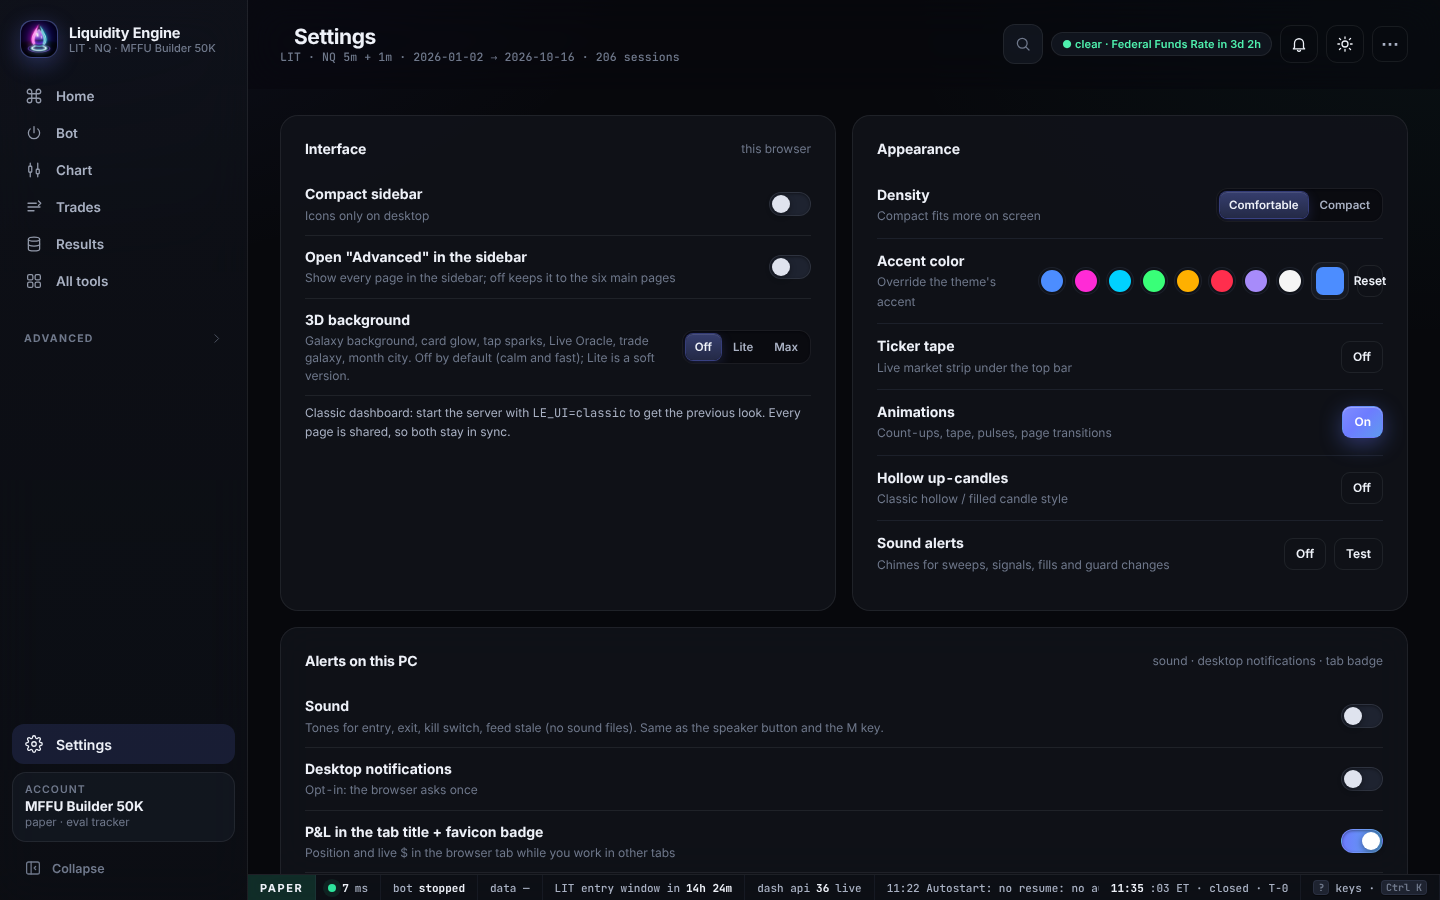 Liquidity Engine
LIT · NQ · MFFU Builder 50K
Home
Bot
Chart
Trades
Results
All tools
ADVANCED
Settings
ACCOUNT
MFFU Builder 50K
paper · eval tracker
Collapse
Settings
LIT · NQ 5m + 1m · 2026-01-02 → 2026-10-16 · 206 sessions
clear · Federal Funds Rate in 3d 2h
Interface
this browser
Compact sidebar
Icons only on desktop
Open "Advanced" in the sidebar
Show every page in the sidebar; off keeps it to the six main pages
3D background
Galaxy background, card glow, tap sparks, Live Oracle, trade
galaxy, month city. Off by default (calm and fast); Lite is a soft
version.
Off Lite Max
Classic dashboard: start the server with LE_UI=classic to get the previous look. Every
page is shared, so both stay in sync.
Appearance
Density
Compact fits more on screen
Comfortable Compact
Accent color
Override the theme's
accent
Reset
Ticker tape
Live market strip under the top bar
Off
Animations
Count-ups, tape, pulses, page transitions
On
Hollow up-candles
Classic hollow / filled candle style
Off
Sound alerts
Chimes for sweeps, signals, fills and guard changes
Off Test
Alerts on this PC
sound · desktop notifications · tab badge
Sound
Tones for entry, exit, kill switch, feed stale (no sound files). Same as the speaker button and the M key.
Desktop notifications
Opt-in: the browser asks once
P&L in the tab title + favicon badge
Position and live $ in the browser tab while you work in other tabs
PAPER 7 ms bot stopped data — LIT entry window in 14h 24m dash api 36 live 11:22 Autostart: no resume: no a 11:35 :03 ET · closed · T-0 ? keys · Ctrl K